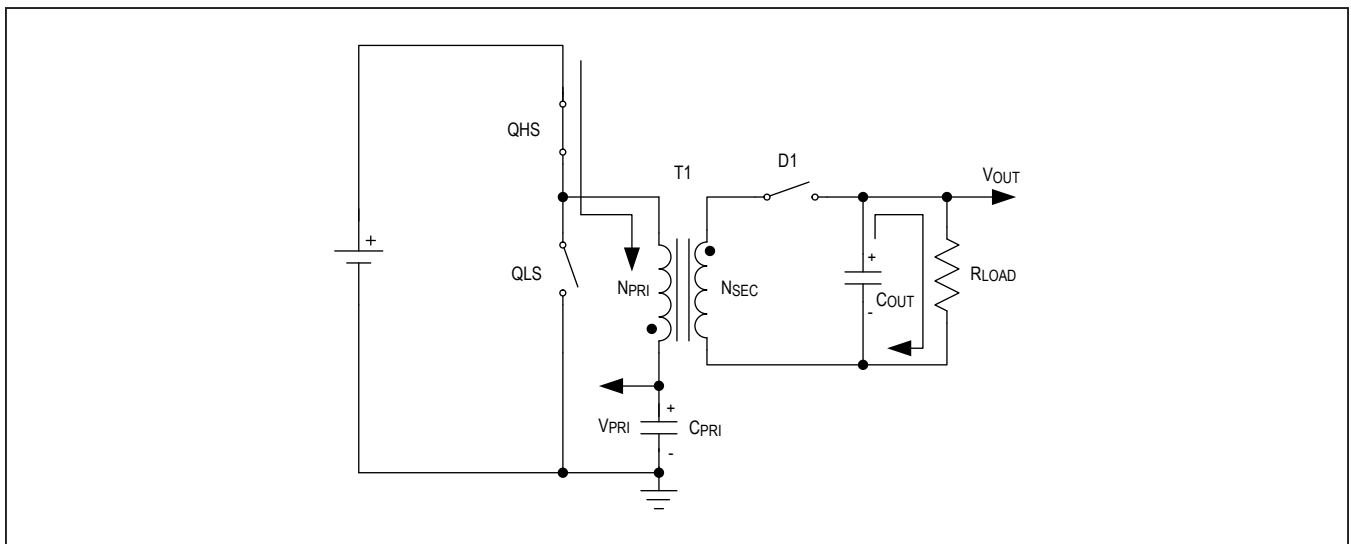 QHS
D1
T1
VOUT
+
QLS
NPRI
NSEC
+
COUT
-
RLOAD
+
VPRI
CPRI
-